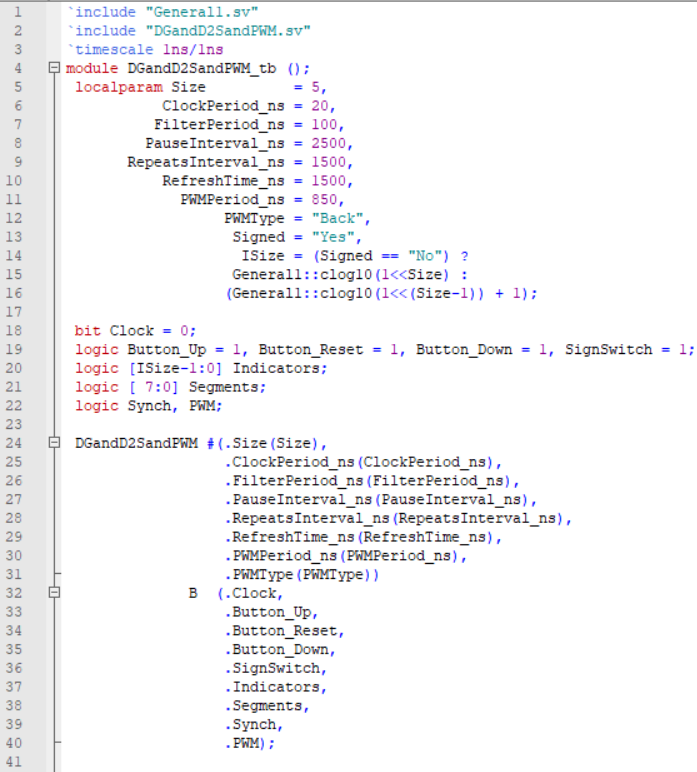 1 `include "General1.sv"
2 `include "DGandD2SandPWM.sv"
3 `timescale 1ns/1ns
4 module DGandD2SandPWM_tb ();
5 localparam Size = 5,
6 ClockPeriod_ns = 20,
7 FilterPeriod_ns = 100,
8 PauseInterval_ns = 2500,
9 RepeatsInterval_ns = 1500,
10 RefreshTime_ns = 1500,
11 PWMPeriod_ns = 850,
12 PWMType = "Back",
13 Signed = "Yes",
14 ISize = (Signed == "No") ?
15 General1::clog10(1<<Size) :
16 (General1::clog10(1<<(Size-1)) + 1);
17
18 bit Clock = 0;
19 logic Button_Up = 1, Button_Reset = 1, Button_Down = 1, SignSwitch = 1;
20 logic [ISize-1:0] Indicators;
21 logic [ 7:0] Segments;
22 logic Synch, PWM;
23
24 DGandD2SandPWM #(.Size(Size),
25 .ClockPeriod_ns(ClockPeriod_ns),
26 .FilterPeriod_ns(FilterPeriod_ns),
27 .PauseInterval_ns(PauseInterval_ns),
28 .RepeatsInterval_ns(RepeatsInterval_ns),
29 .RefreshTime_ns(RefreshTime_ns),
30 .PWMPeriod_ns(PWMPeriod_ns),
31 .PWMType(PWMType))
32 B (.Clock,
33 .Button_Up,
34 .Button_Reset,
35 .Button_Down,
36 .SignSwitch,
37 .Indicators,
38 .Segments,
39 .Synch,
40 .PWM);
41